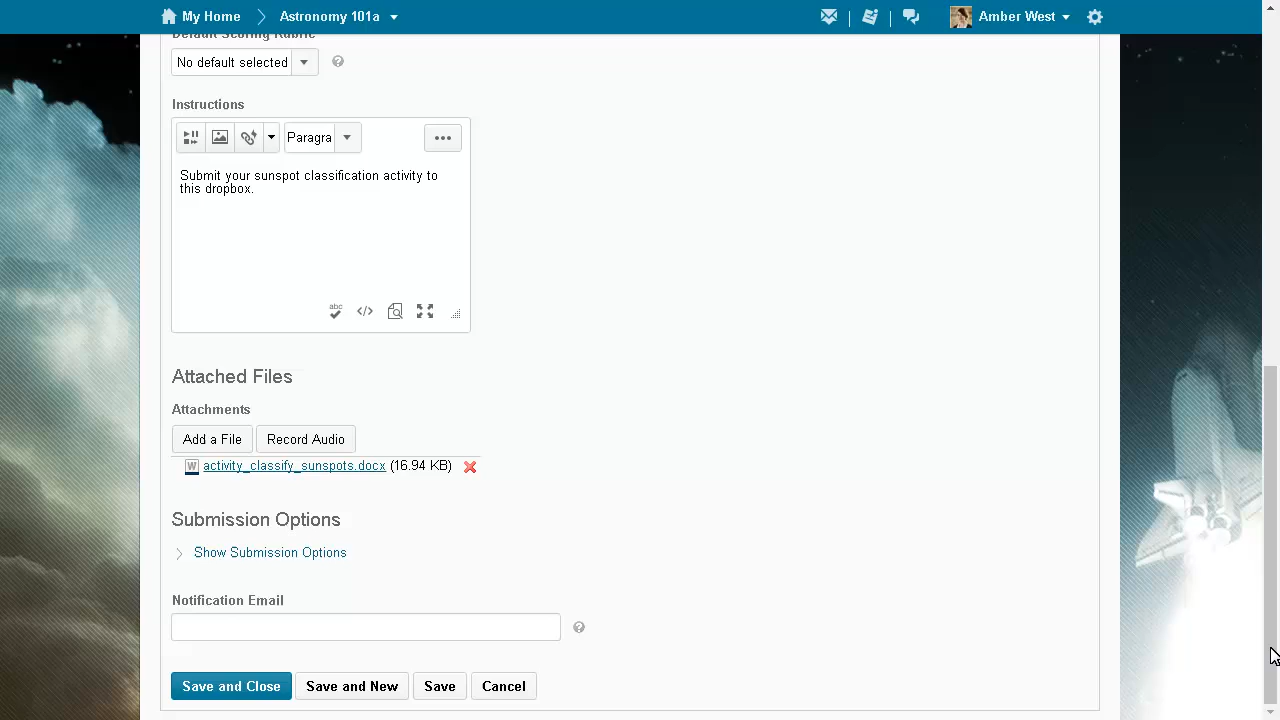 My Home
Astronomy 101a
Amber West
Default Scoring Rubric
No default selected
Instructions
Paragra
Submit your sunspot classification activity to
this dropbox.
abc
Attached Files
Attachments
Add a File
Record Audio
W activity_classify_sunspots.docx (16.94 KB)
Submission Options
Show Submission Options
Notification Email
Save and Close
Save and New
Save
Cancel